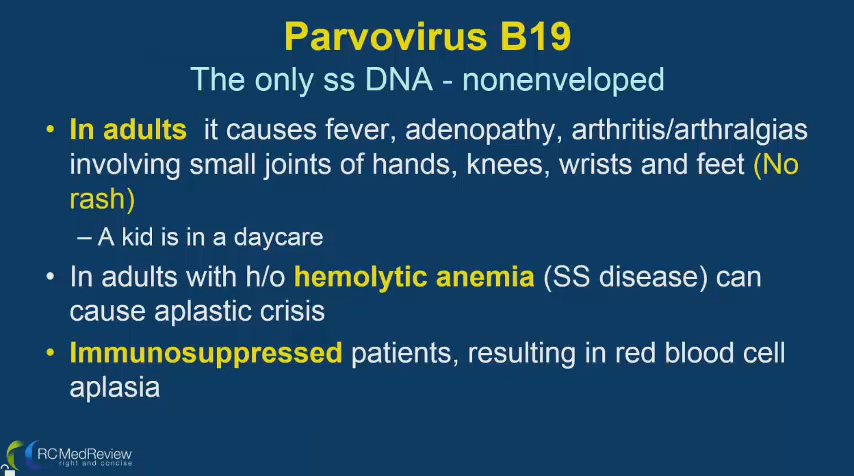 Parvovirus B19
The only ss DNA - nonenveloped
• In adults it causes fever, adenopathy, arthritis/arthralgias
involving small joints of hands, knees, wrists and feet (No
rash)
– A kid is in a daycare
• In adults with h/o hemolytic anemia (SS disease) can
cause aplastic crisis
• Immunosuppressed patients, resulting in red blood cell
aplasia
RCMedReview
right and concise